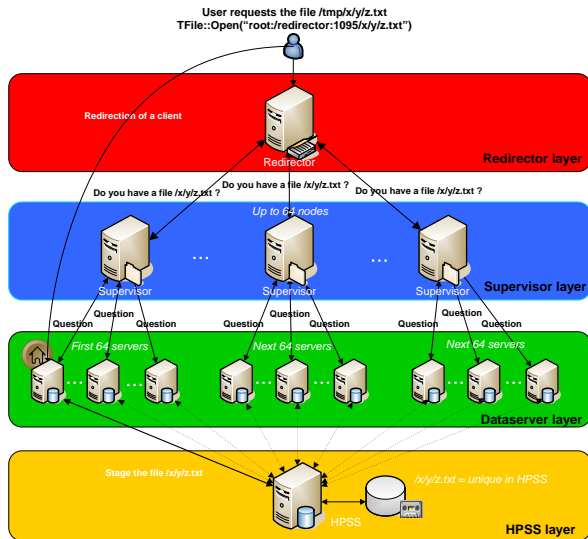 User requests the file /tmp/x/y/z.txt
TFile::Open("root:/redirector:1095/x/y/z.txt")
Redirection of a client
Redirector
Redirector layer
Do you have a file /x/y/z.txt ?
Do you have a file /x/y/z.txt ?
Do you have a file /x/y/z.txt ?
Up to 64 nodes
...
...
Supervisor
Supervisor
Supervisor
Supervisor layer
Question
Question
Question
Question
Question
Question
Question
Question
Question
First 64 servers
Next 64 servers
Next 64 servers
...
...
...
...
...
...
Dataserver layer
Stage the file /x/y/z.txt
/x/y/z.txt = unique in HPSS
HPSS
HPSS layer